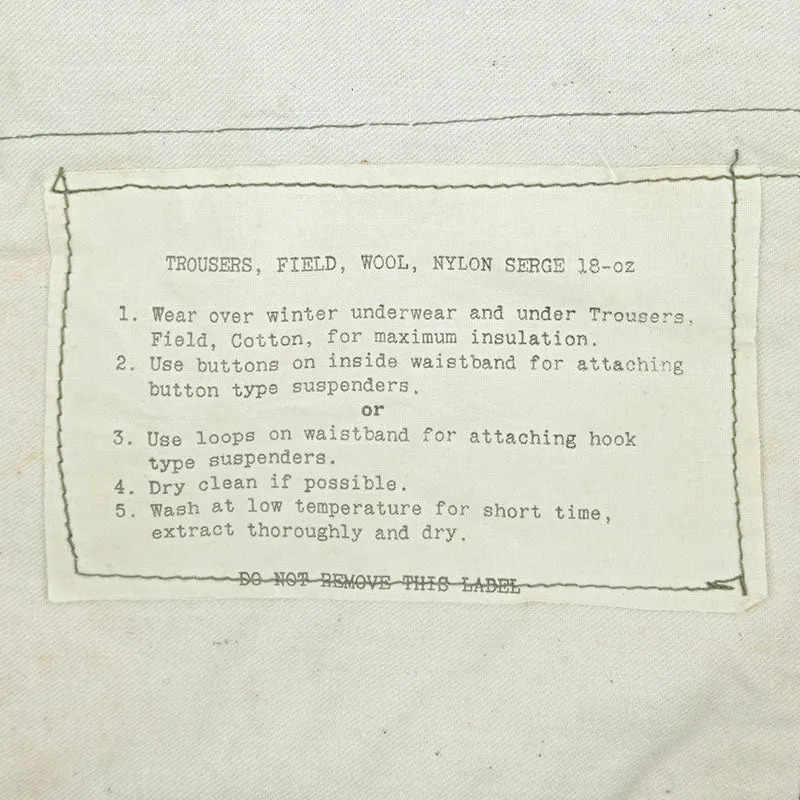 TROUSERS, FIELD, WOOL, NYLON SERGE 18-oz
1. Wear over winter underwear and under Trousers,
Field, Cotton, for maximum insulation.
2. Use buttons on inside waistband for attaching
button type suspenders.
or
3. Use loops on waistband for attaching hook
type suspenders.
4. Dry clean if possible.
5. Wash at low temperature for short time,
extract thoroughly and dry.
DO NOT REMOVE THIS LABEL